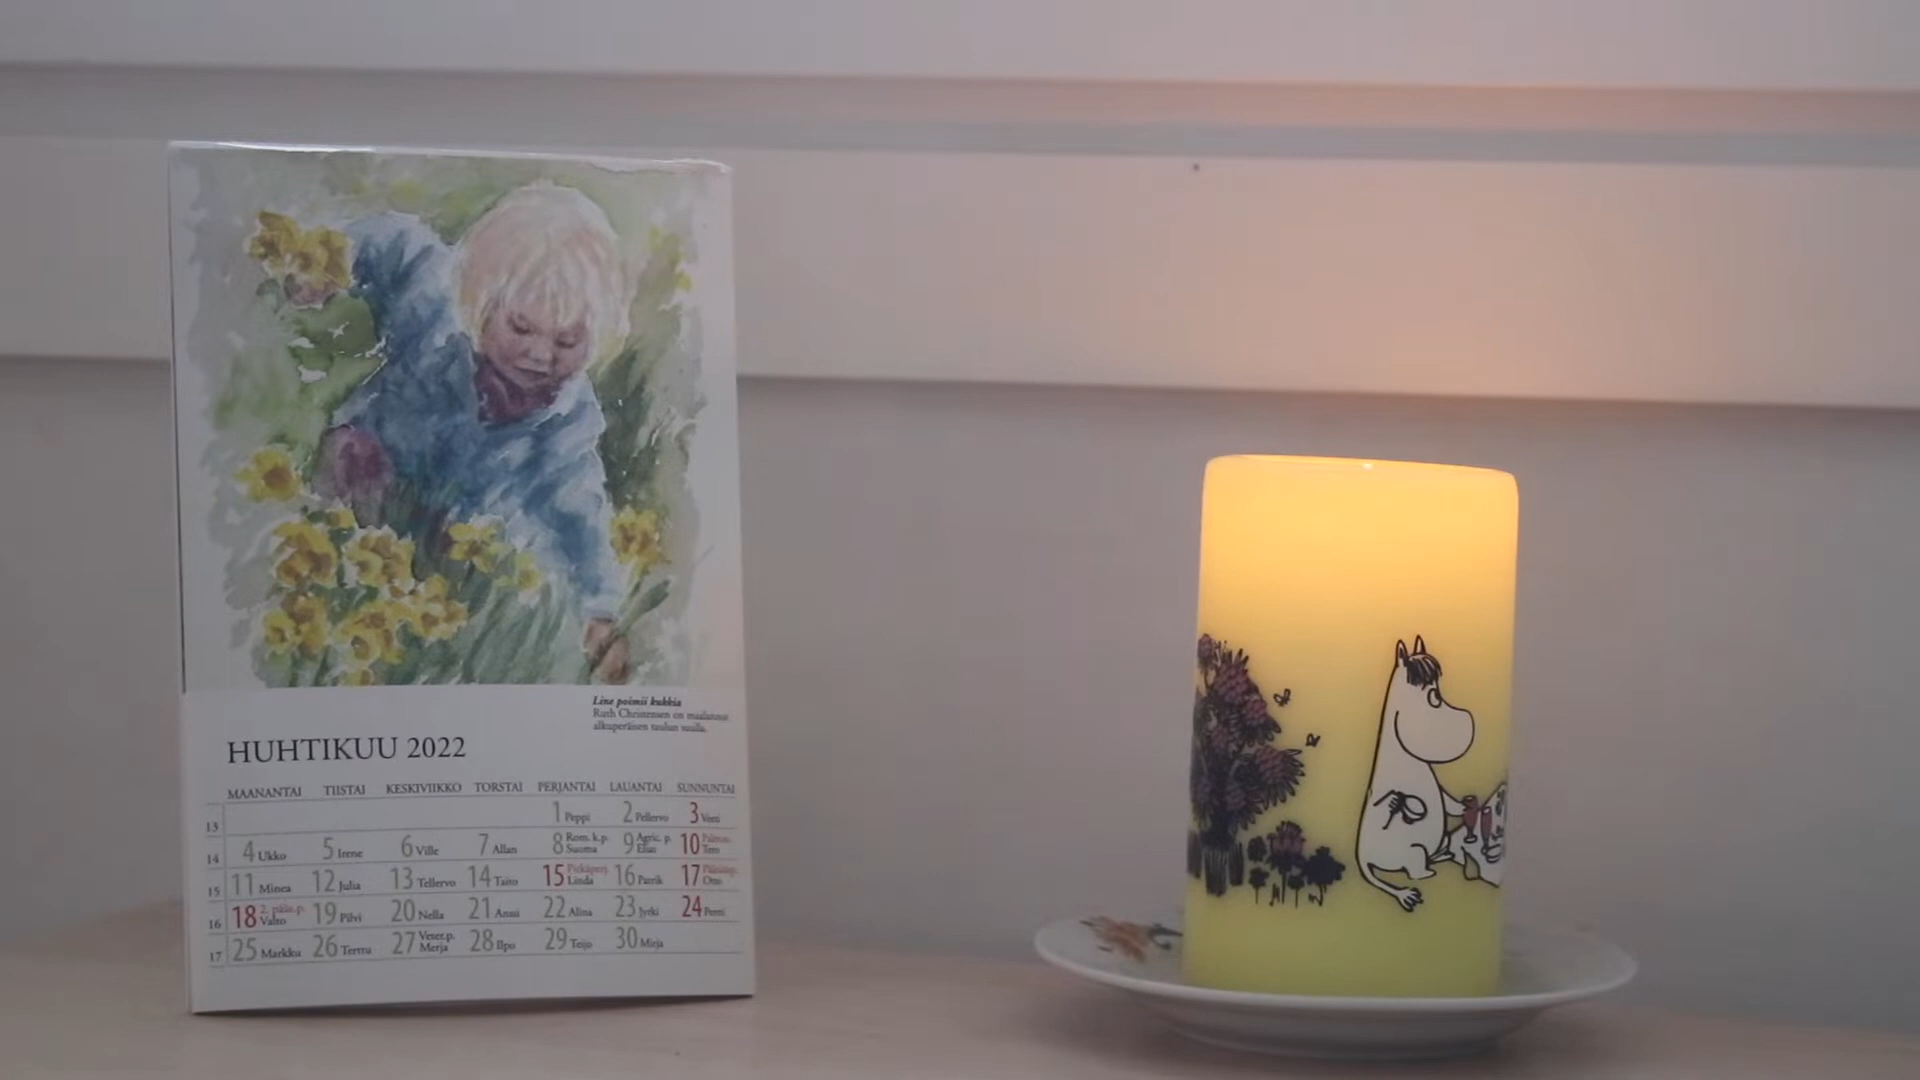 Line poimii kukkia
Ruth Christensen on maalannut
alkuperäisen taulun suulla.
HUHTIKUU 2022
MAANANTAI TIISTAI KESKIVIIKKO TORSTAI PERJANTAI LAUANTAI SUNNUNTAI
13 1 Peppi 2 Pellervo 3 Veeti
14 4 Ukko 5 Irene 6 Ville 7 Allan 8 Rom. k.p. Suoma 9 Agric. p. Elias 10 Palmus. Tero
15 11 Minea 12 Julia 13 Tellervo 14 Taito 15 Pitkäperj. Linda 16 Patrik 17 Pääsiäisp. Otto
16 18 2. pääs.p. Valto 19 Pilvi 20 Nella 21 Anssi 22 Alina 23 Jyrki 24 Pertti
17 25 Markku 26 Terttu 27 Veter.p. Merja 28 Ilpo 29 Teijo 30 Mirja